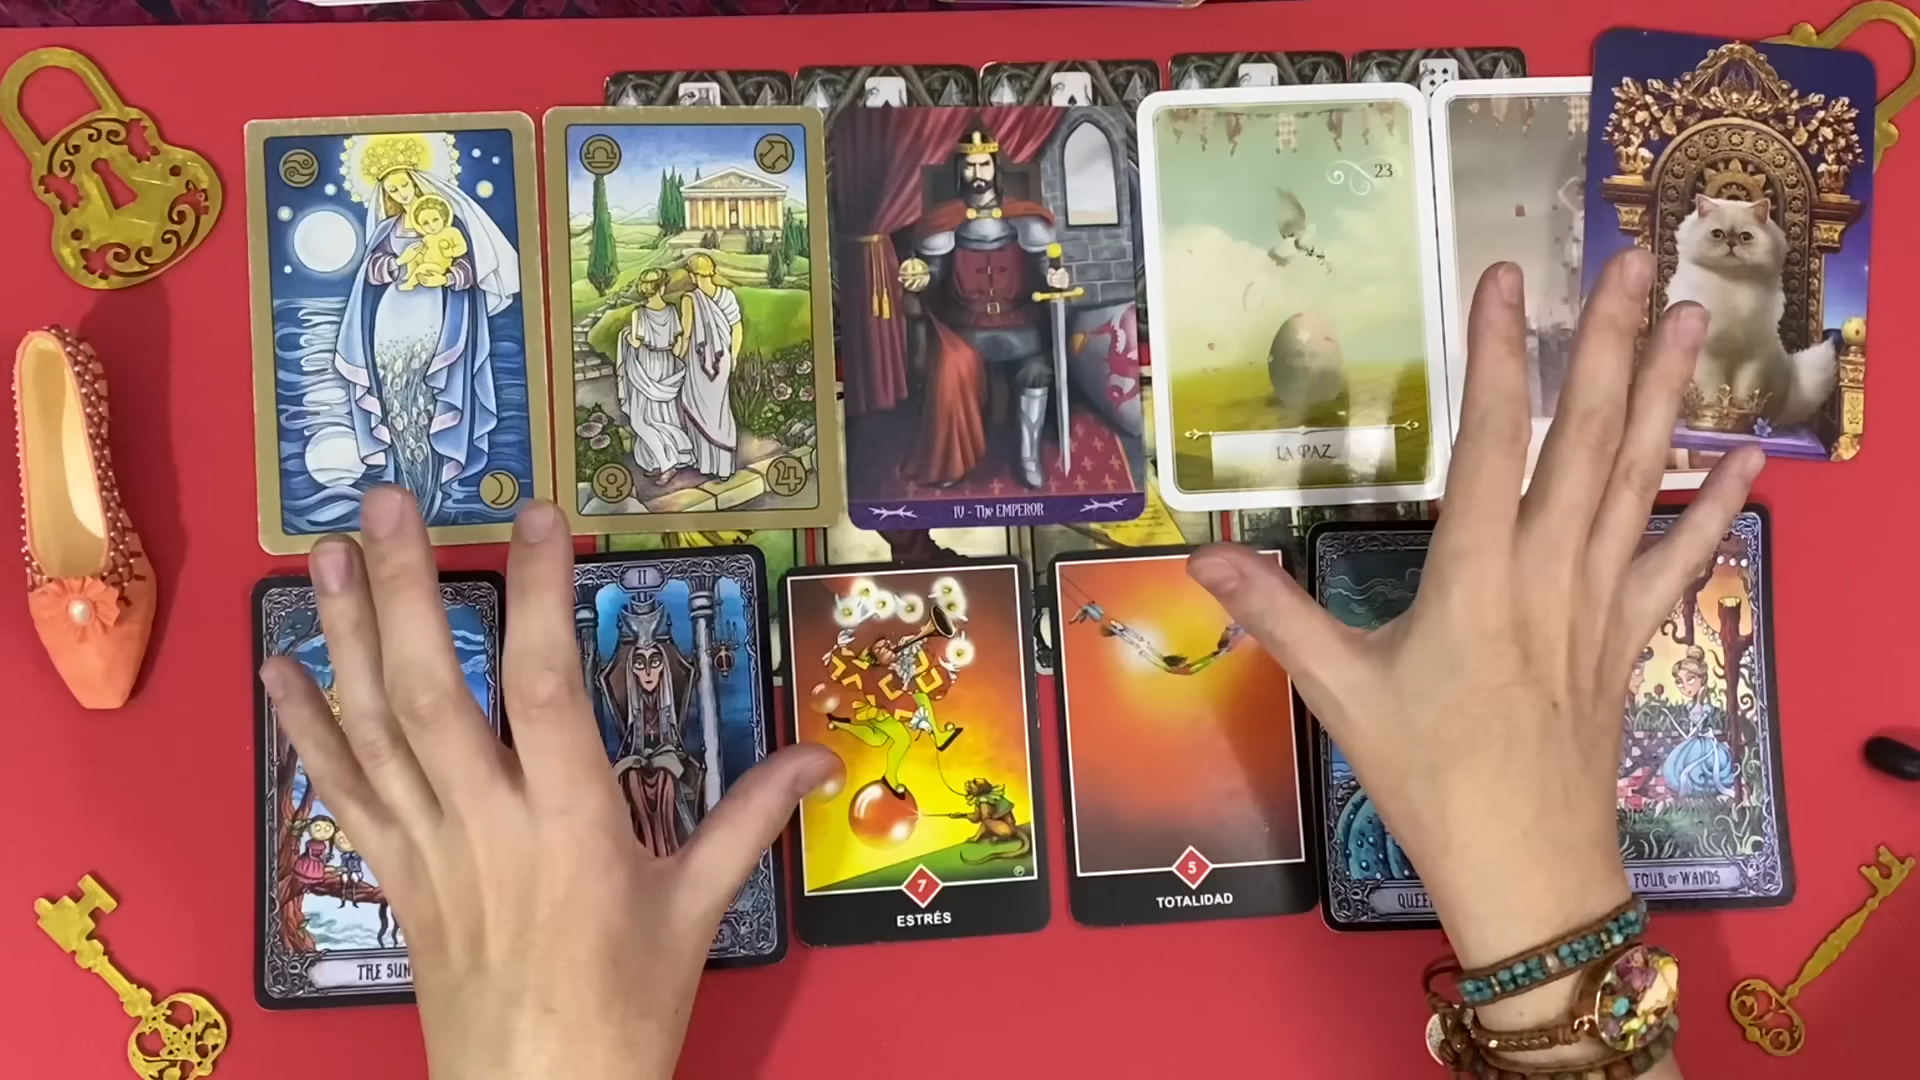 23
LA PAZ
IV - The EMPEROR
II
7
ESTRÉS
5
TOTALIDAD
THE SUN
FOUR OF WANDS